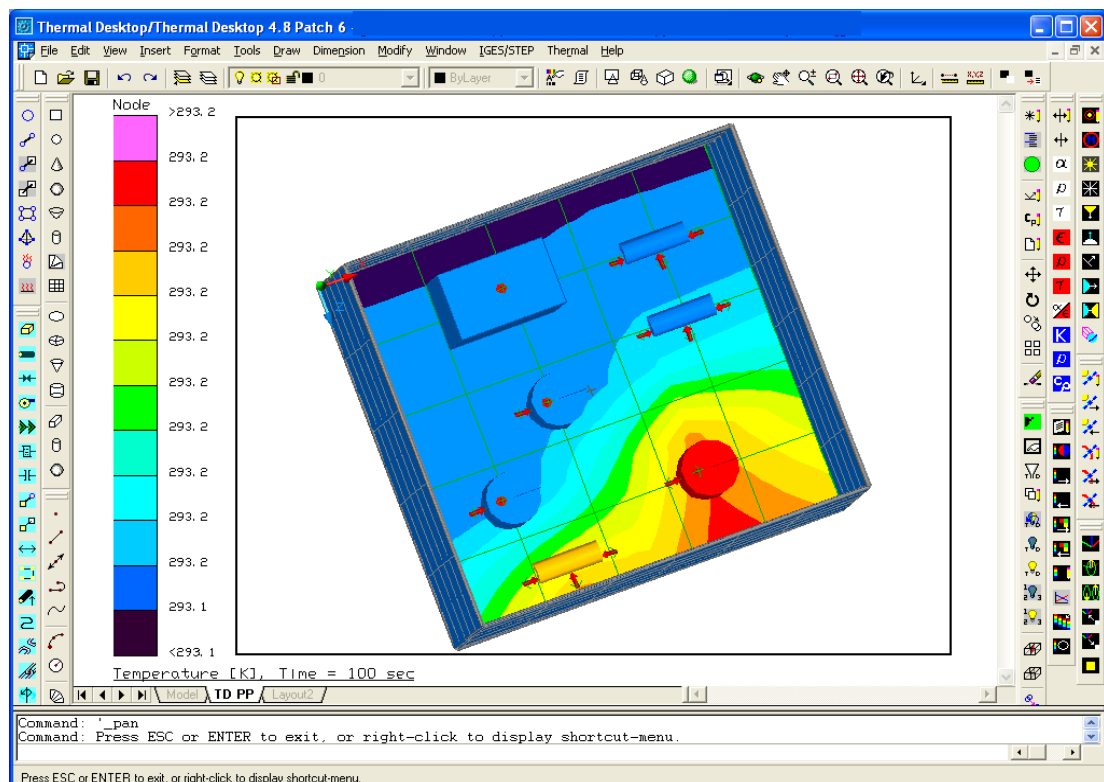 Thermal Desktop/Thermal Desktop 4.8 Patch 6 -
File Edit View Insert Format Tools Draw Dimension Modify Window IGES/STEP Thermal Help
0 ByLayer
Node
>293.2
293.2
293.2
293.2
293.2
293.2
293.2
293.2
293.2
293.2
293.2
293.1
<293.1
Temperature [K], Time = 100 sec
Model TD PP Layout2
Command: '_pan
Command: Press ESC or ENTER to exit, or right-click to display shortcut-menu.
Press ESC or ENTER to exit, or right-click to display shortcut-menu.